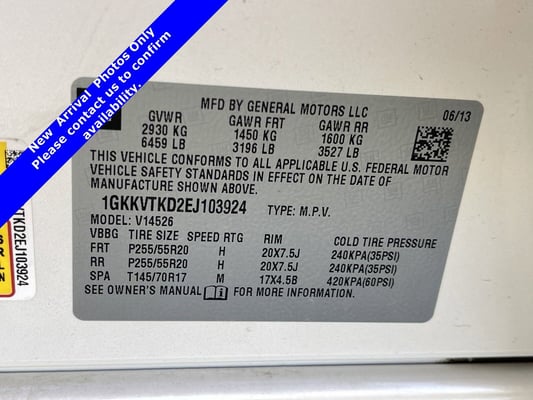 New Arrival Photos Only
Please contact us to confirm
availability.
MFD BY GENERAL MOTORS LLC
06/13
GVWR GAWR FRT GAWR RR
2930 KG 1450 KG 1600 KG
6459 LB 3196 LB 3527 LB
THIS VEHICLE CONFORMS TO ALL APPLICABLE U.S. FEDERAL MOTOR
VEHICLE SAFETY STANDARDS IN EFFECT ON THE DATE OF
MANUFACTURE SHOWN ABOVE.
1GKKVTKD2EJ103924 TYPE: M.P.V.
MODEL: V14526
VBBG TIRE SIZE SPEED RTG RIM COLD TIRE PRESSURE
FRT P255/55R20 H 20X7.5J 240KPA(35PSI)
RR P255/55R20 H 20X7.5J 240KPA(35PSI)
SPA T145/70R17 M 17X4.5B 420KPA(60PSI)
SEE OWNER'S MANUAL FOR MORE INFORMATION
TKD2EJ103924